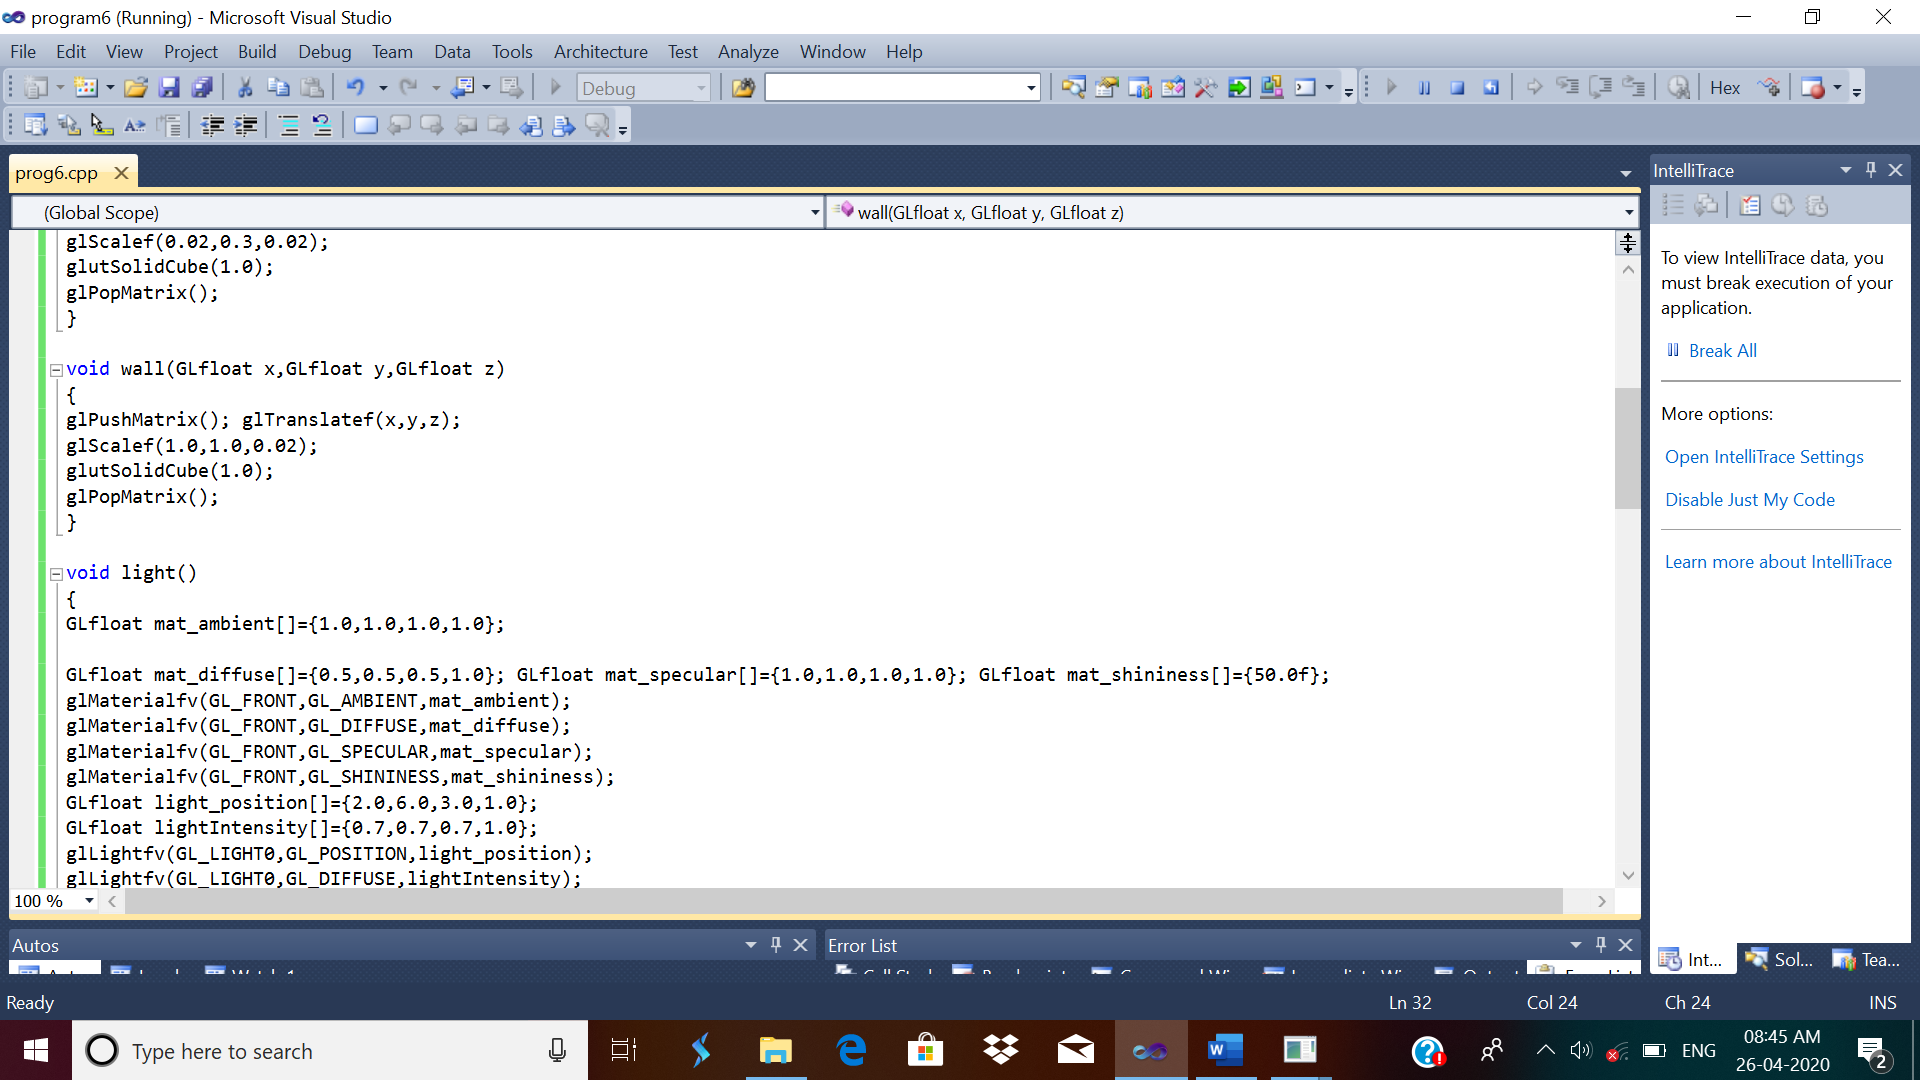 program6 (Running) - Microsoft Visual Studio
File Edit View Project Build Debug Team Data Tools Architecture Test Analyze Window Help
Debug
Hex
prog6.cpp
(Global Scope)
wall(GLfloat x, GLfloat y, GLfloat z)
glScalef(0.02,0.3,0.02);
glutSolidCube(1.0);
glPopMatrix();
}
void wall(GLfloat x,GLfloat y,GLfloat z)
{
glPushMatrix(); glTranslatef(x,y,z);
glScalef(1.0,1.0,0.02);
glutSolidCube(1.0);
glPopMatrix();
}
void light()
{
GLfloat mat_ambient[]={1.0,1.0,1.0,1.0};
GLfloat mat_diffuse[]={0.5,0.5,0.5,1.0}; GLfloat mat_specular[]={1.0,1.0,1.0,1.0}; GLfloat mat_shininess[]={50.0f};
glMaterialfv(GL_FRONT,GL_AMBIENT,mat_ambient);
glMaterialfv(GL_FRONT,GL_DIFFUSE,mat_diffuse);
glMaterialfv(GL_FRONT,GL_SPECULAR,mat_specular);
glMaterialfv(GL_FRONT,GL_SHININESS,mat_shininess);
GLfloat light_position[]={2.0,6.0,3.0,1.0};
GLfloat lightIntensity[]={0.7,0.7,0.7,1.0};
glLightfv(GL_LIGHT0,GL_POSITION,light_position);
glLightfv(GL_LIGHT0,GL_DIFFUSE,lightIntensity);
100 %
IntelliTrace
To view IntelliTrace data, you
must break execution of your
application.
Break All
More options:
Open IntelliTrace Settings
Disable Just My Code
Learn more about IntelliTrace
Autos
Error List
Int...
Sol...
Tea...
Ready
Ln 32
Col 24
Ch 24
INS
Type here to search
ENG
08:45 AM
26-04-2020
2